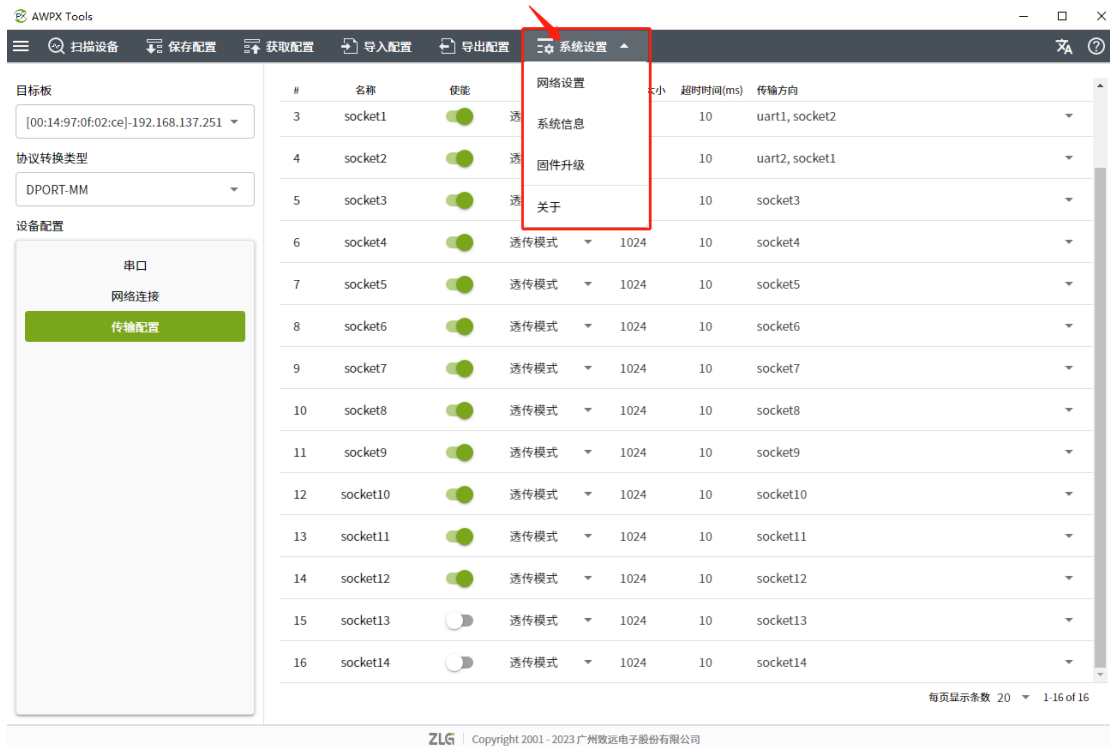 AWPX Tools
扫描设备 保存配置 获取配置 导入配置 导出配置 系统设置
网络设置
系统信息
固件升级
关于
目标板
[00:14:97:0f:02:ce]-192.168.137.251
协议转换类型
DPORT-MM
设备配置
串口
网络连接
传输配置
# 名称 使能 小 超时时间(ms) 传输方向
3 socket1 透 10 uart1, socket2
4 socket2 透 10 uart2, socket1
5 socket3 透 10 socket3
6 socket4 透传模式 1024 10 socket4
7 socket5 透传模式 1024 10 socket5
8 socket6 透传模式 1024 10 socket6
9 socket7 透传模式 1024 10 socket7
10 socket8 透传模式 1024 10 socket8
11 socket9 透传模式 1024 10 socket9
12 socket10 透传模式 1024 10 socket10
13 socket11 透传模式 1024 10 socket11
14 socket12 透传模式 1024 10 socket12
15 socket13 透传模式 1024 10 socket13
16 socket14 透传模式 1024 10 socket14
每页显示条数 20 1-16 of 16
ZLG Copyright 2001 - 2023 广州致远电子股份有限公司